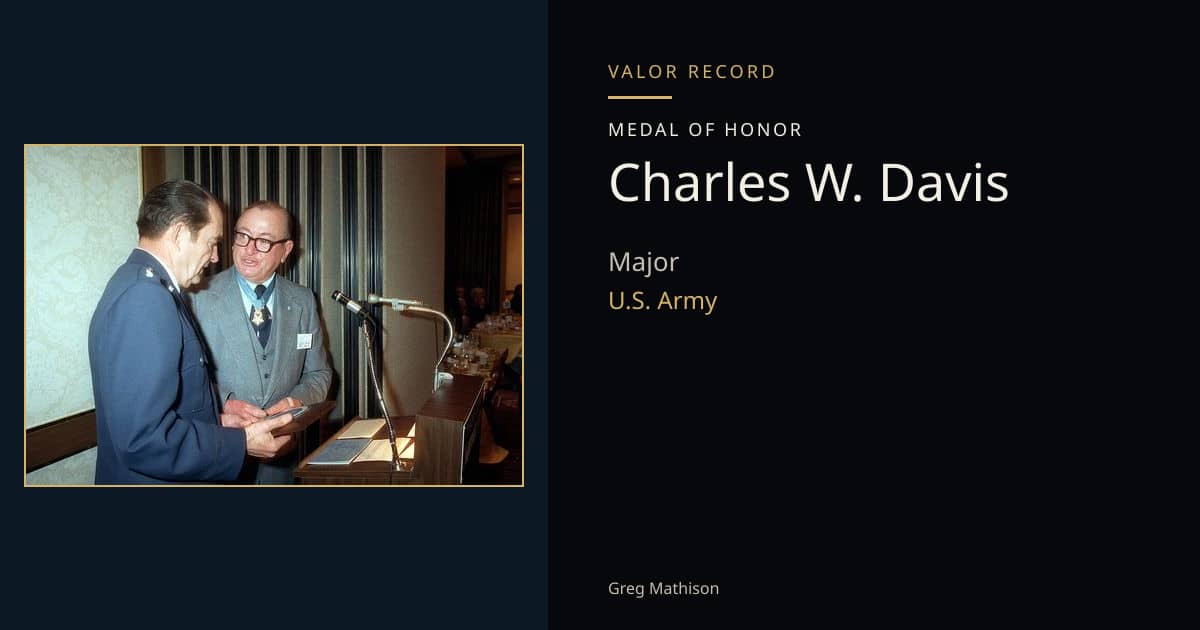 VALOR RECORD
MEDAL OF HONOR
Charles W. Davis
Major
U.S. Army
Greg Mathison